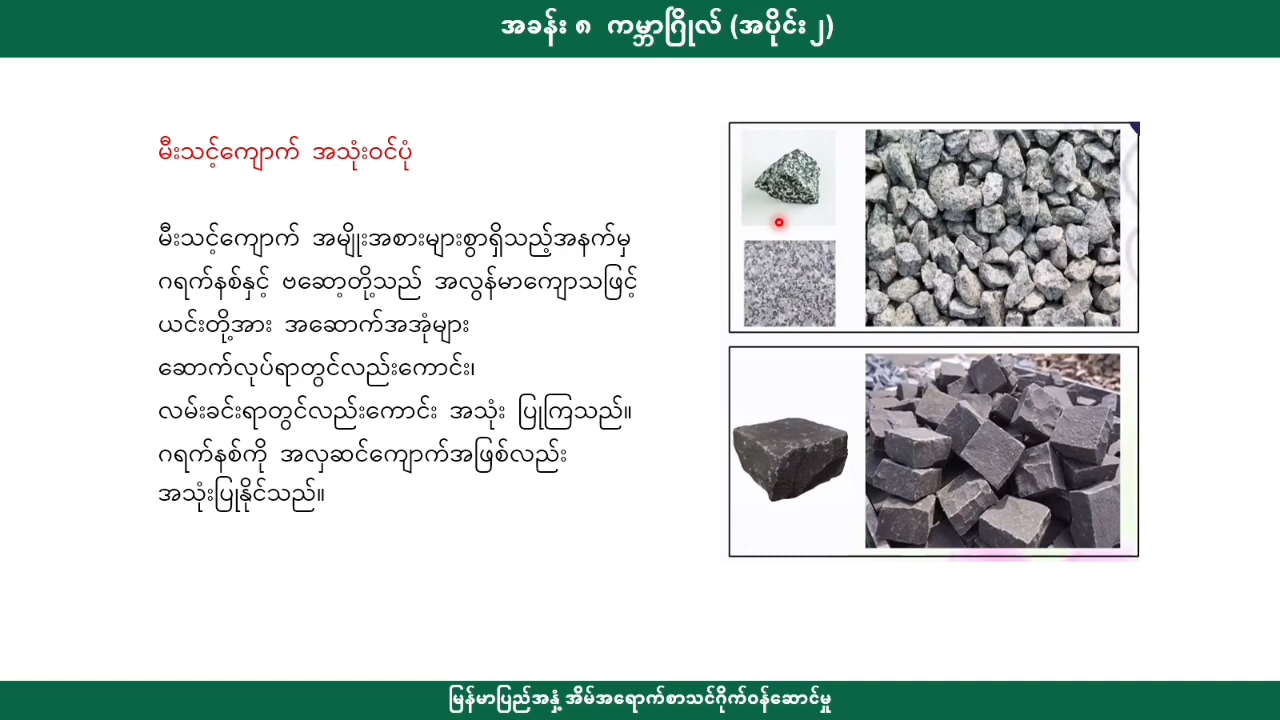 အခန်း ၈ ကမ္ဘာဂြိုလ် (အပိုင်း ၂)
မီးသင့်ကျောက် အသုံးဝင်ပုံ
မီးသင့်ကျောက် အမျိုးအစားများစွာရှိသည့်အနက်မှ
ဂရက်နစ်နှင့် ဗဆော့တို့သည် အလွန်မာကျောသဖြင့်
ယင်းတို့အား အဆောက်အအုံများ
ဆောက်လုပ်ရာတွင်လည်းကောင်း၊
လမ်းခင်းရာတွင်လည်းကောင်း အသုံး ပြုကြသည်။
ဂရက်နစ်ကို အလှဆင်ကျောက်အဖြစ်လည်း
အသုံးပြုနိုင်သည်။
မြန်မာပြည်အနှံ့ အိမ်အရောက်စာသင်ဂိုက်ဝန်ဆောင်မှု